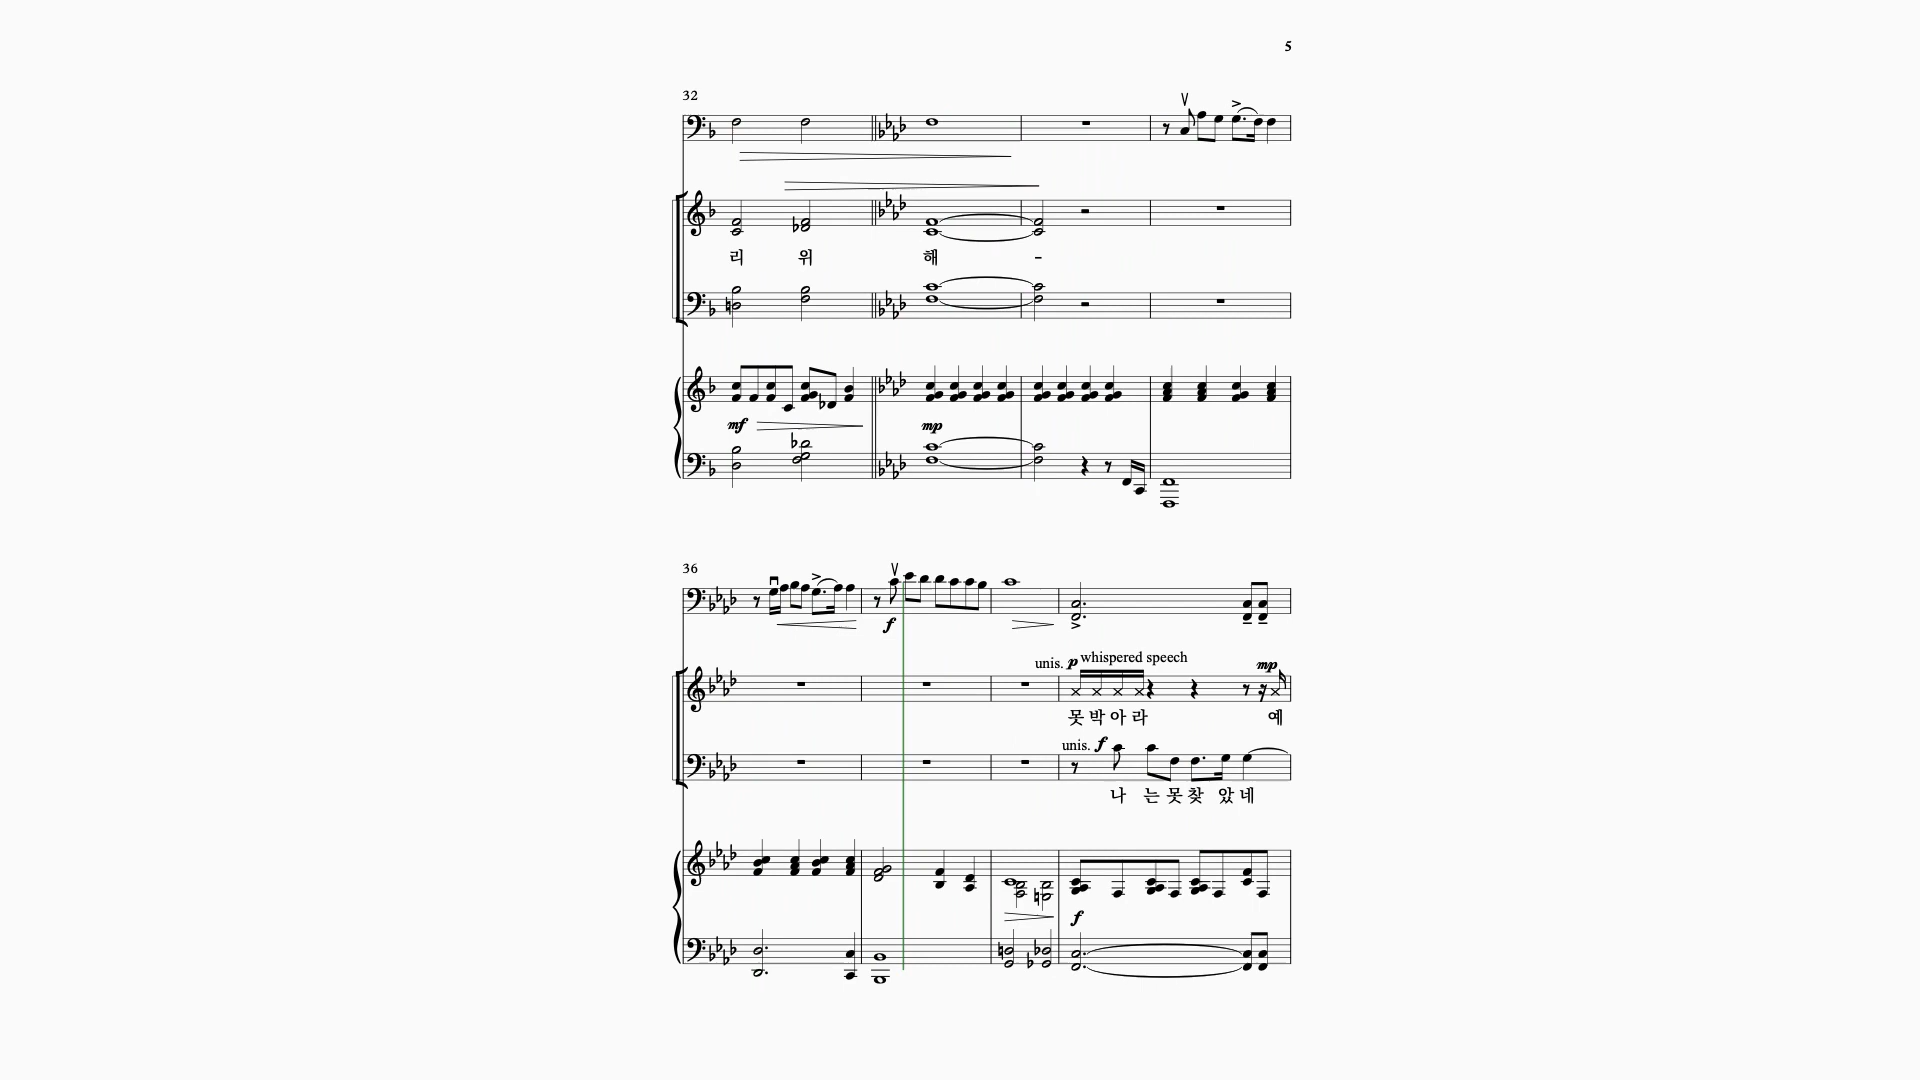 5
32
리 위 해 -
mf
mp
36
f
unis. p whispered speech
mp
못 박 아 라 예
unis. f
나 는 못 찾 았 네
f